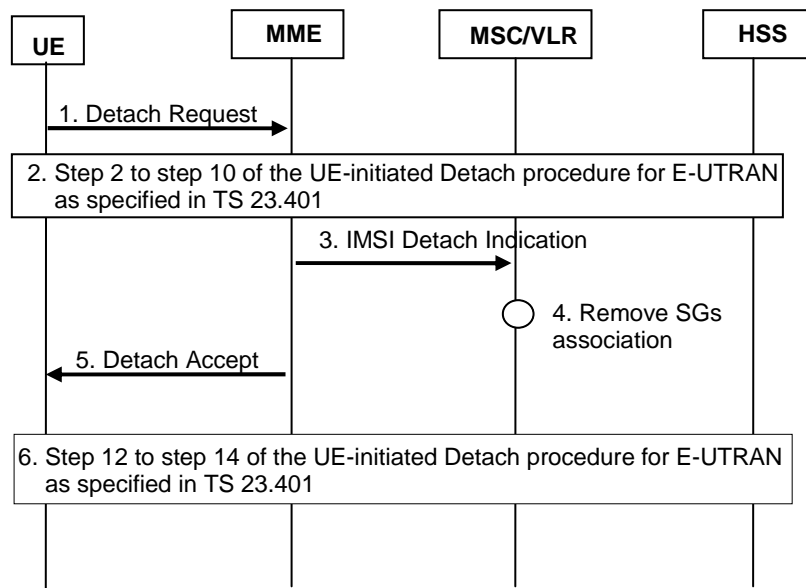 UE
MME
MSC/VLR
HSS
1. Detach Request
2. Step 2 to step 10 of the UE-initiated Detach procedure for E-UTRAN
as specified in TS 23.401
3. IMSI Detach Indication
4. Remove SGs
association
5. Detach Accept
6. Step 12 to step 14 of the UE-initiated Detach procedure for E-UTRAN
as specified in TS 23.401